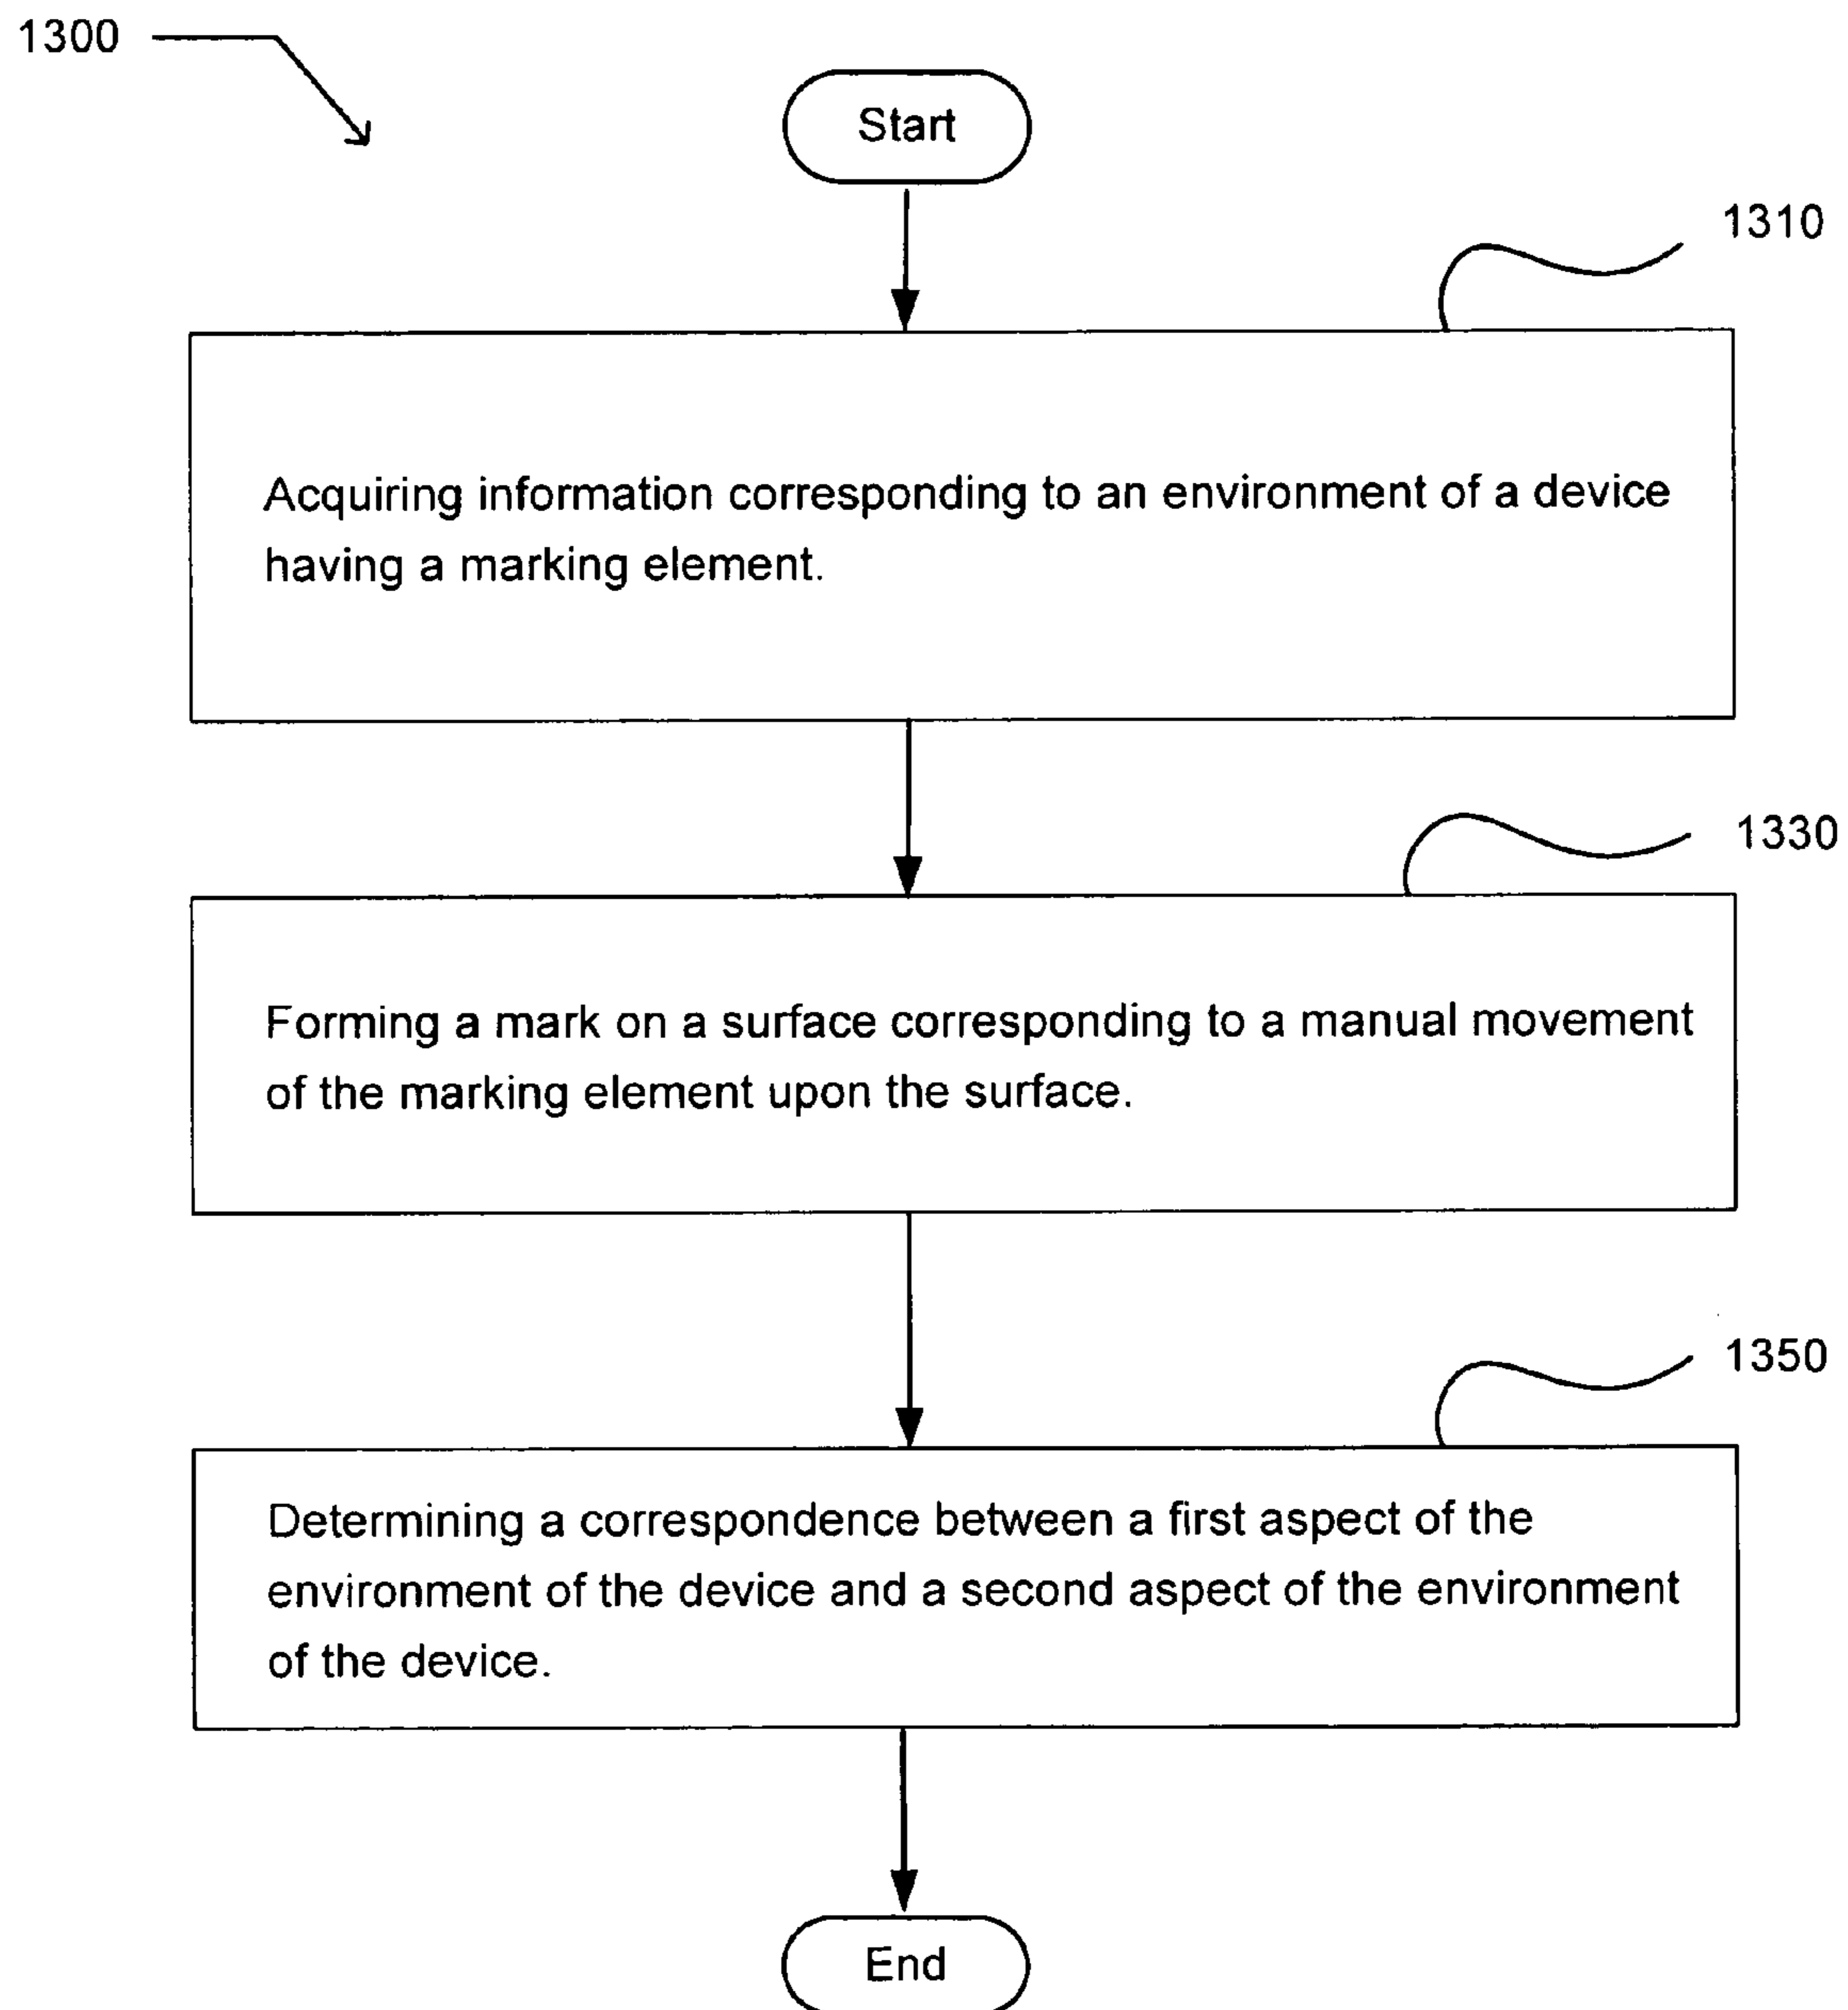 1300
Start
1310
Acquiring information corresponding to an environment of a device
having a marking element.
1330
Forming a mark on a surface corresponding to a manual movement
of the marking element upon the surface.
1350
Determining a correspondence between a first aspect of the
environment of the device and a second aspect of the environment
of the device.
End